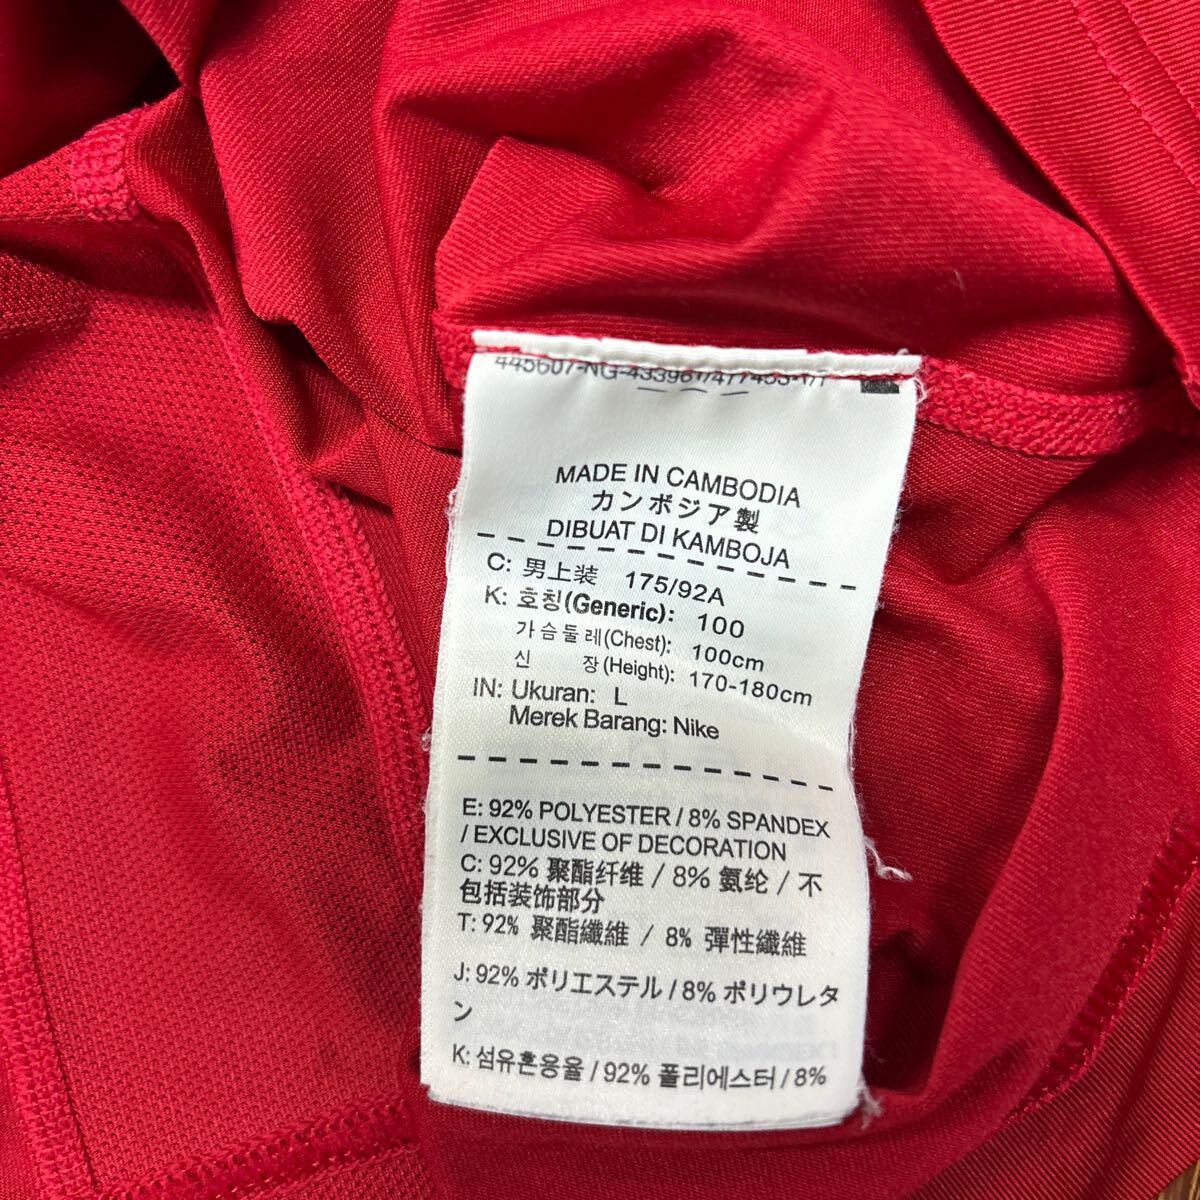 MADE IN CAMBODIA
カンボジア製
DIBUAT DI KAMBOJA
C: 男上装 175/92A
K: 호칭(Generic): 100
가슴둘레(Chest): 100cm
신 장(Height): 170-180cm
IN: Ukuran: L
Merek Barang: Nike
E: 92% POLYESTER / 8% SPANDEX
/ EXCLUSIVE OF DECORATION
C: 92% 聚酯纤维 / 8% 氨纶 / 不
包括装饰部分
T: 92% 聚酯纖維 / 8% 彈性纖維
J: 92% ポリエステル / 8% ポリウレタ
ン
K: 섬유혼용율 / 92% 폴리에스터 / 8%